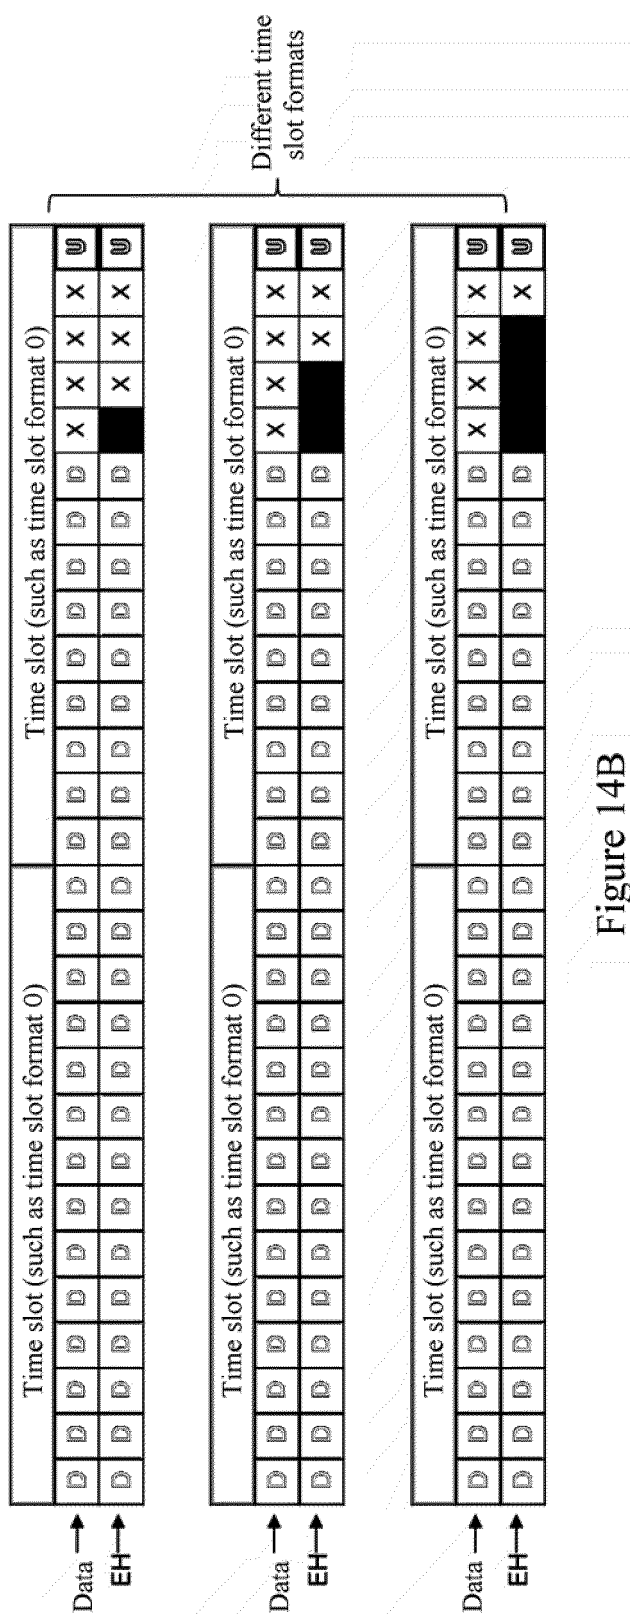 Time slot (such as time slot format 0) Time slot (such as time slot format 0)
Data D D D D D D D D D D D D D D D D D D D D D D D X X X X U
EH D D D D D D D D D D D D D D D D D D D D D D D X X X U
Time slot (such as time slot format 0) Time slot (such as time slot format 0)
Data D D D D D D D D D D D D D D D D D D D D D D D X X X X U
EH D D D D D D D D D D D D D D D D D D D D D D D X X U
Time slot (such as time slot format 0) Time slot (such as time slot format 0)
Data D D D D D D D D D D D D D D D D D D D D D D D X X X X U
EH D D D D D D D D D D D D D D D D D D D D D D D X U
Different time
slot formats
Figure 14B